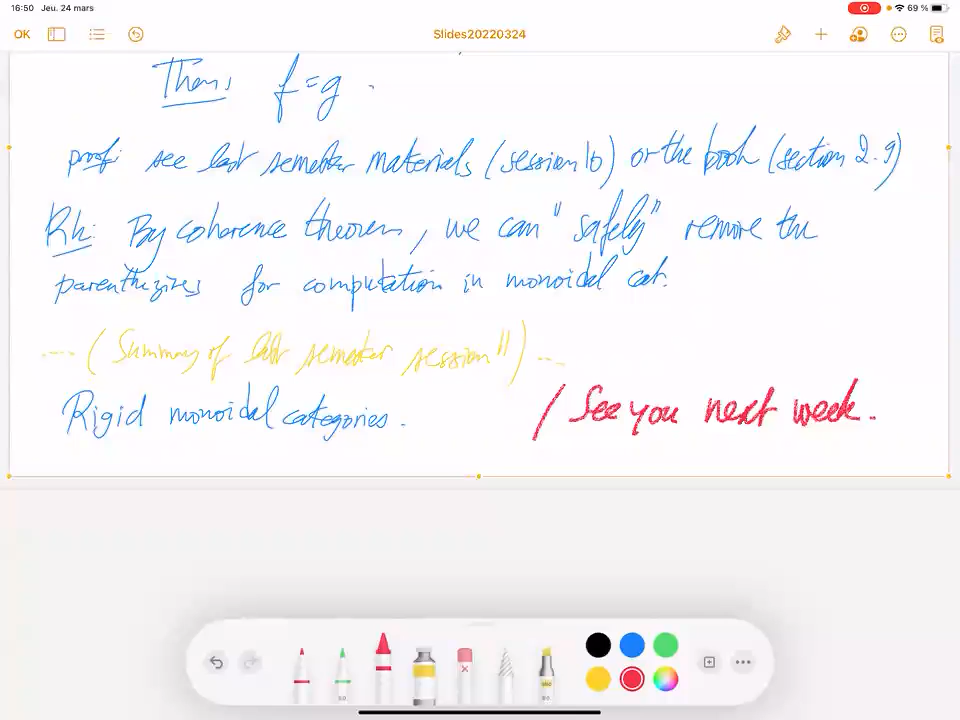 16:50 Jeu. 24 mars
69 %
OK
Slides20220324
Then: f = g .
proof: see last semester materials (session 10) or the book (section 2.9)
Rk: By coherence theorem, we can "safely" remove the
parenthezizes for computation in monoidal cat.
.... (Summary of last semester session 11) ....
Rigid monoidal categories.
/ See you next week.